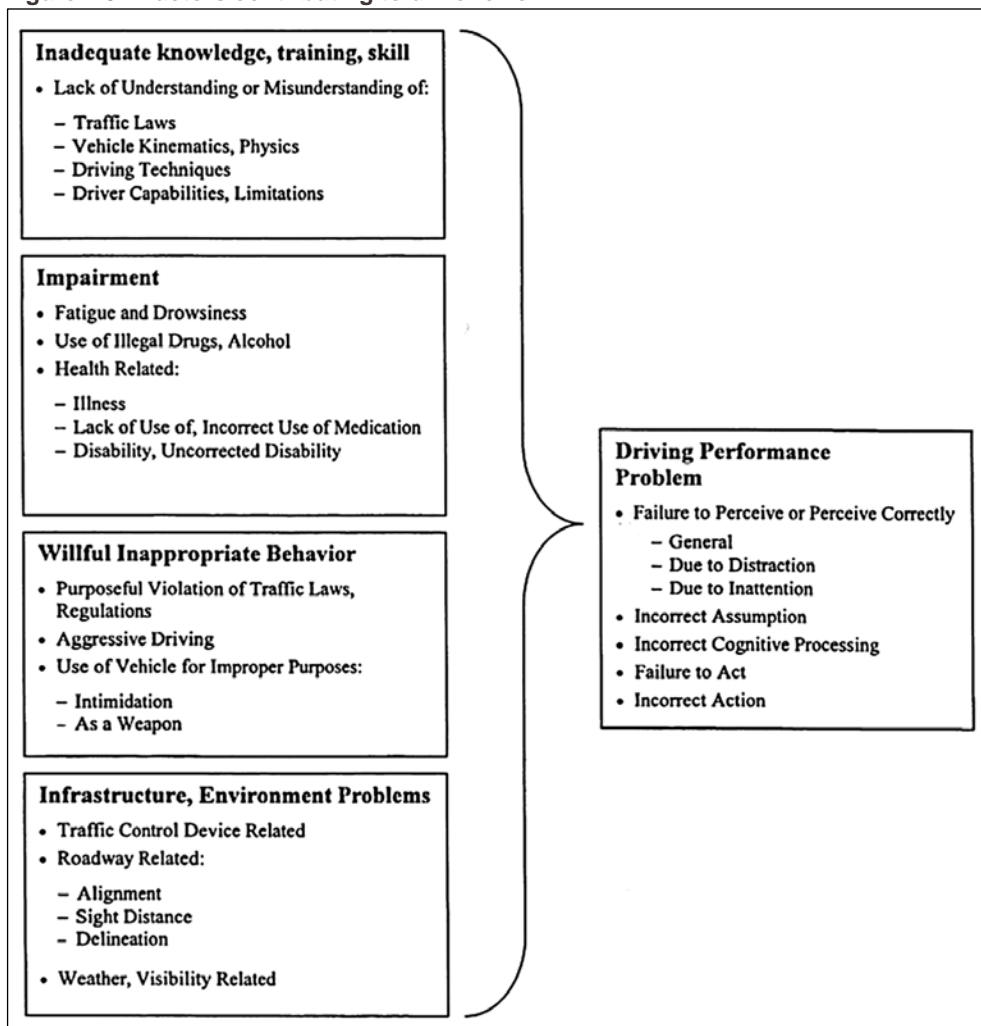 Inadequate knowledge, training, skill
• Lack of Understanding or Misunderstanding of:
– Traffic Laws
– Vehicle Kinematics, Physics
– Driving Techniques
– Driver Capabilities, Limitations
Impairment
• Fatigue and Drowsiness
• Use of Illegal Drugs, Alcohol
• Health Related:
– Illness
– Lack of Use of, Incorrect Use of Medication
– Disability, Uncorrected Disability
Willful Inappropriate Behavior
• Purposeful Violation of Traffic Laws,
Regulations
• Aggressive Driving
• Use of Vehicle for Improper Purposes:
– Intimidation
– As a Weapon
Infrastructure, Environment Problems
• Traffic Control Device Related
• Roadway Related:
– Alignment
– Sight Distance
– Delineation
• Weather, Visibility Related
Driving Performance
Problem
• Failure to Perceive or Perceive Correctly
– General
– Due to Distraction
– Due to Inattention
• Incorrect Assumption
• Incorrect Cognitive Processing
• Failure to Act
• Incorrect Action